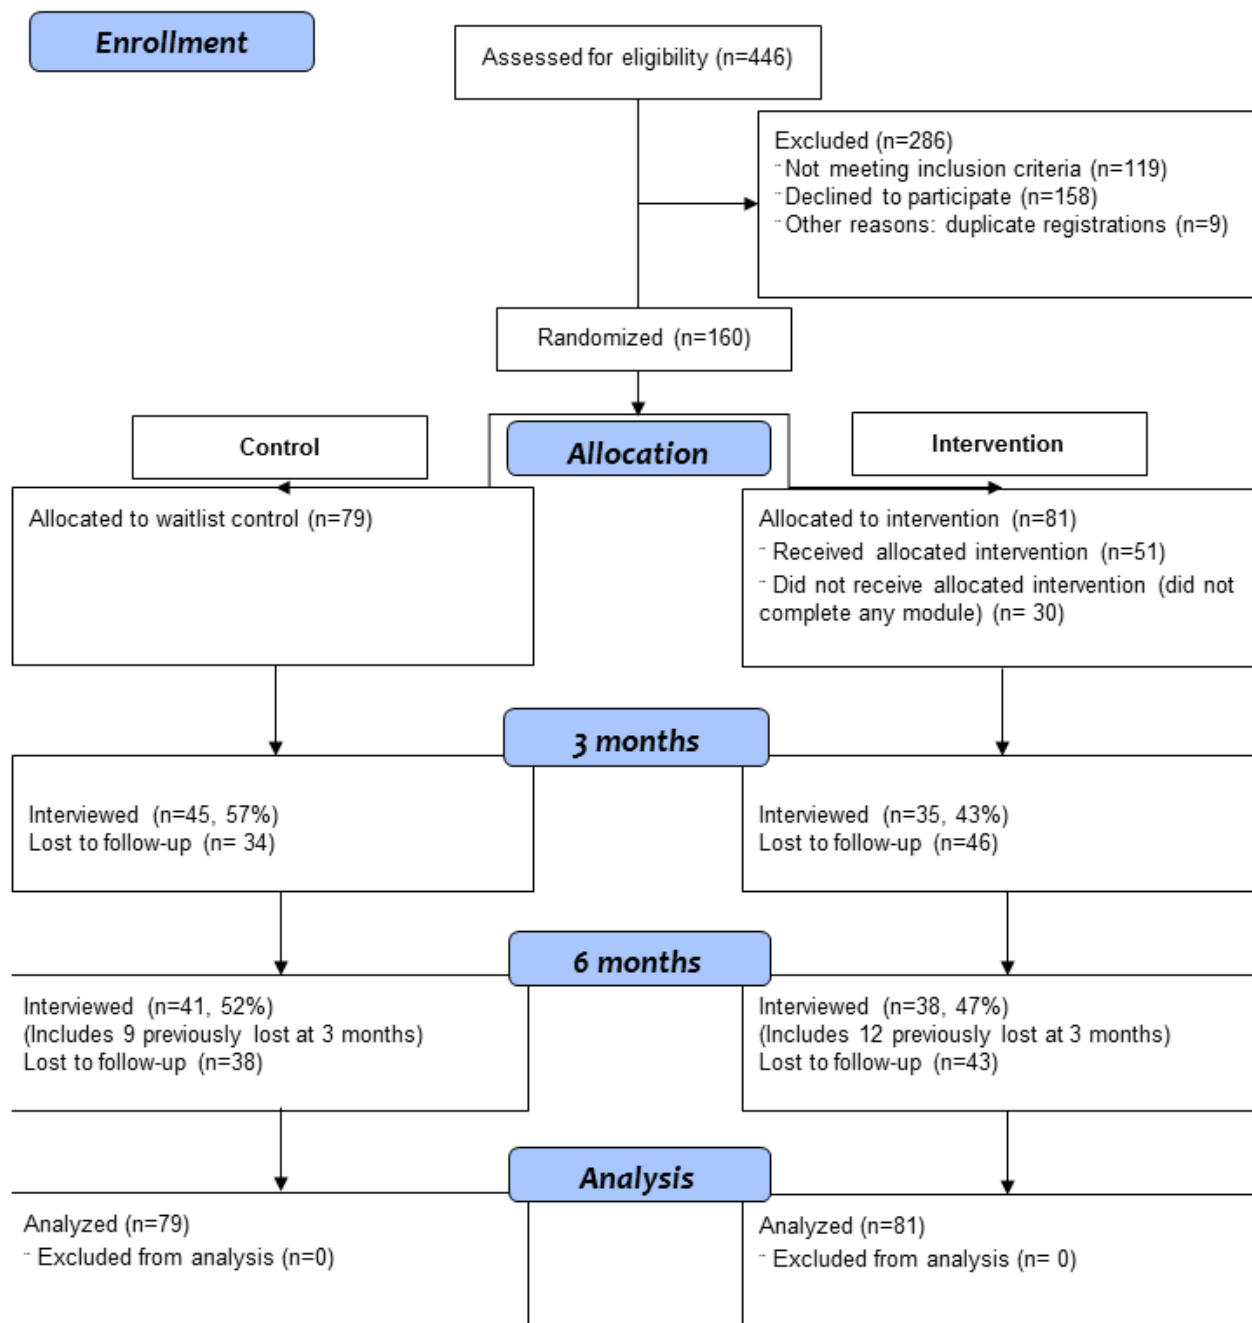 Enrollment
Assessed for eligibility (n=446)
Excluded (n=286)
¨ Not meeting inclusion criteria (n=119)
¨ Declined to participate (n=158)
¨ Other reasons: duplicate registrations (n=9)
Randomized (n=160)
Control
Allocation
Intervention
Allocated to waitlist control (n=79)
Allocated to intervention (n=81)
¨ Received allocated intervention (n=51)
¨ Did not receive allocated intervention (did not
complete any module) (n= 30)
3 months
Interviewed (n=45, 57%)
Lost to follow-up (n= 34)
Interviewed (n=35, 43%)
Lost to follow-up (n=46)
6 months
Interviewed (n=41, 52%)
(Includes 9 previously lost at 3 months)
Lost to follow-up (n=38)
Interviewed (n=38, 47%)
(Includes 12 previously lost at 3 months)
Lost to follow-up (n=43)
Analysis
Analyzed (n=79)
¨ Excluded from analysis (n=0)
Analyzed (n=81)
¨ Excluded from analysis (n= 0)